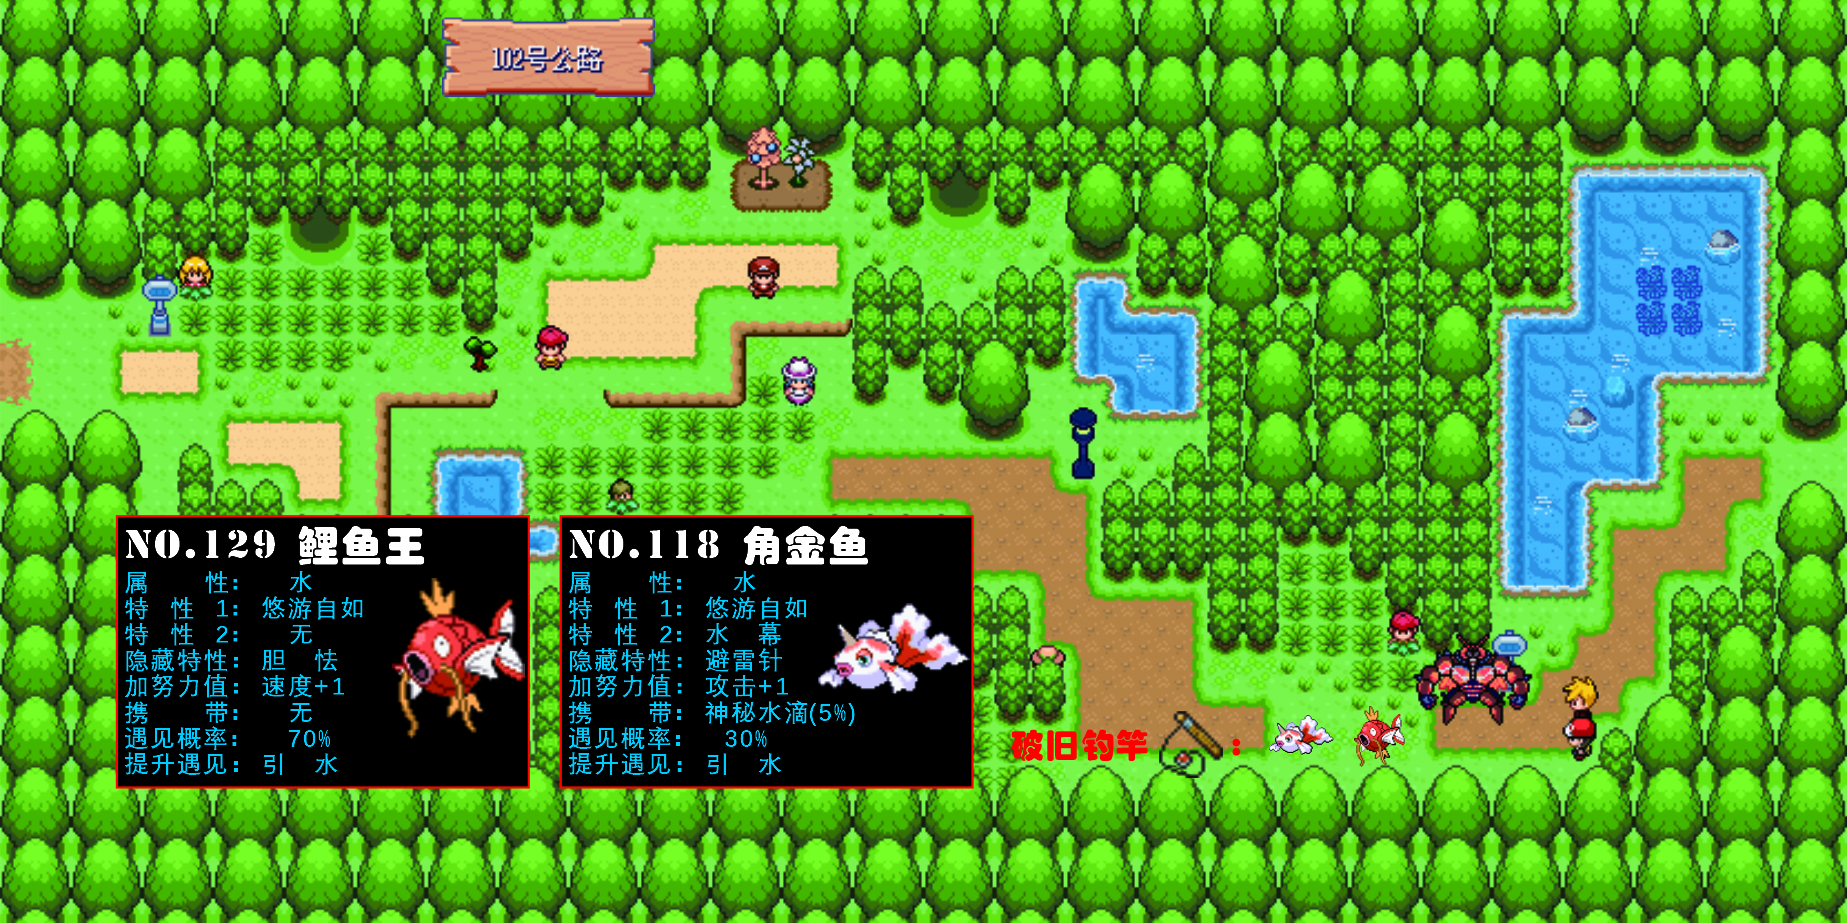 102号公路
NO.129 鲤鱼王
属 性： 水
特 性 1： 悠游自如
特 性 2： 无
隐藏特性： 胆 怯
加努力值： 速度+1
携 带： 无
遇见概率： 70%
提升遇见： 引 水
NO.118 角金鱼
属 性： 水
特 性 1： 悠游自如
特 性 2： 水 幕
隐藏特性： 避雷针
加努力值： 攻击+1
携 带： 神秘水滴(5%)
遇见概率： 30%
提升遇见： 引 水
破旧钓竿 ：